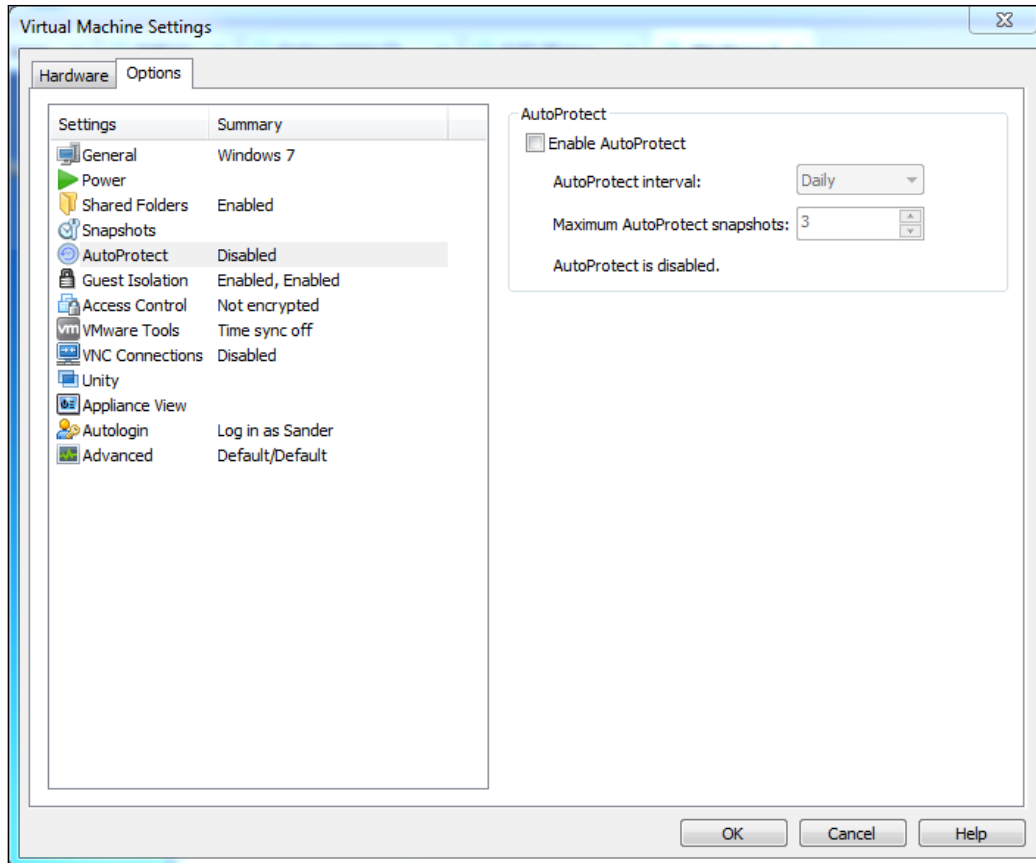 Virtual Machine Settings
Hardware Options
Settings Summary
General Windows 7
Power
Shared Folders Enabled
Snapshots
AutoProtect Disabled
Guest Isolation Enabled, Enabled
Access Control Not encrypted
vm VMware Tools Time sync off
VNC Connections Disabled
Unity
Appliance View
Autologin Log in as Sander
Advanced Default/Default
AutoProtect
Enable AutoProtect
AutoProtect interval: Daily
Maximum AutoProtect snapshots: 3
AutoProtect is disabled.
OK Cancel Help